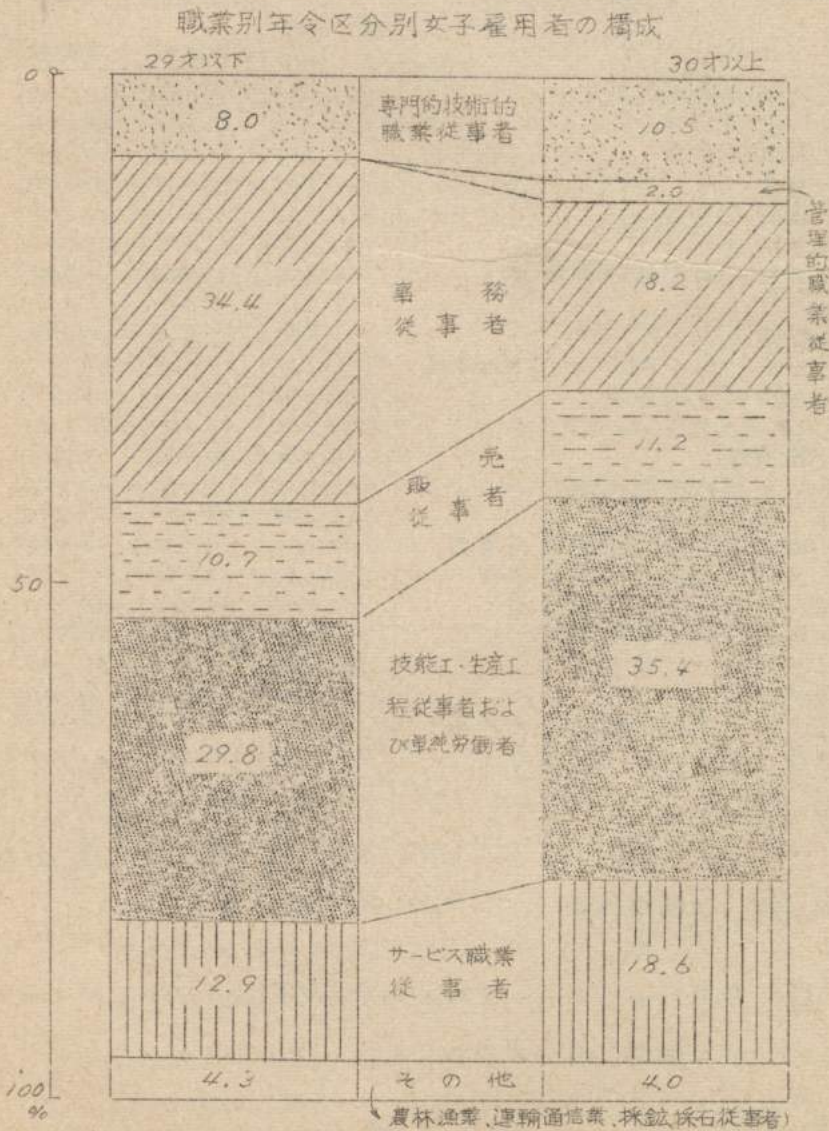 職業別年令区分別女子雇用者の構成
29才以下
30才以上
0
50
100
%
8.0
専門的技術的
職業従事者
10.5
2.0
管理的職業従事者
34.4
事務
従事者
18.2
販売
従事者
10.7
11.2
29.8
技能工・生産工
程従事者およ
び単純労働者
35.4
12.9
サービス職業
従事者
18.6
4.3
その他
4.0
農林漁業、運輸通信業、採鉱、採石従事者)